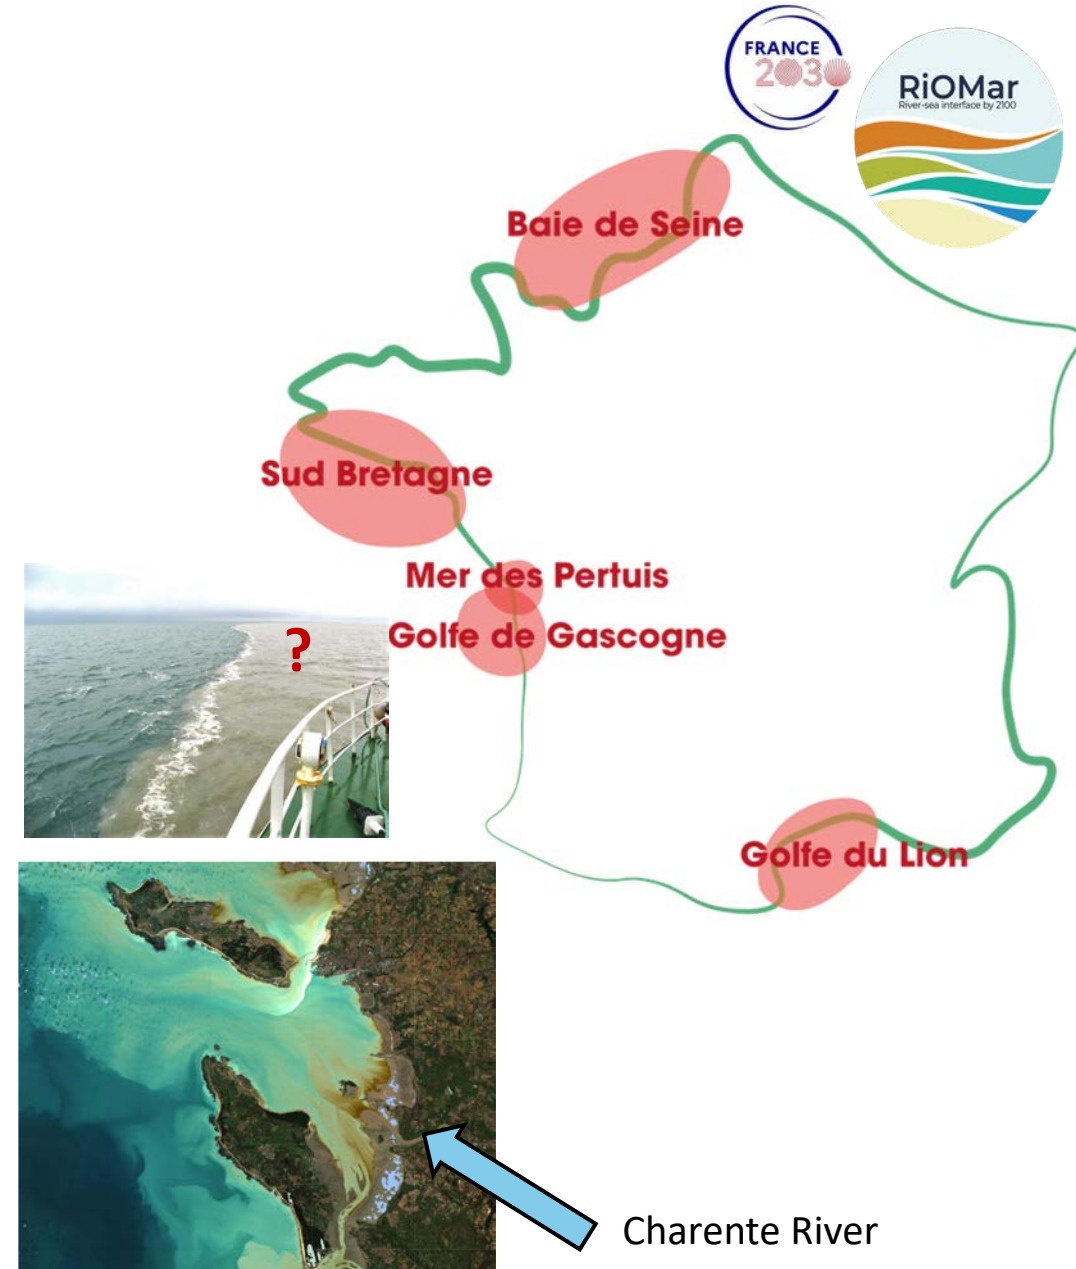 FRANCE
2030
RiOMar
River-sea interface by 2100
Baie de Seine
Sud Bretagne
Mer des Pertuis
?
Golfe de Gascogne
Golfe du Lion
Charente River